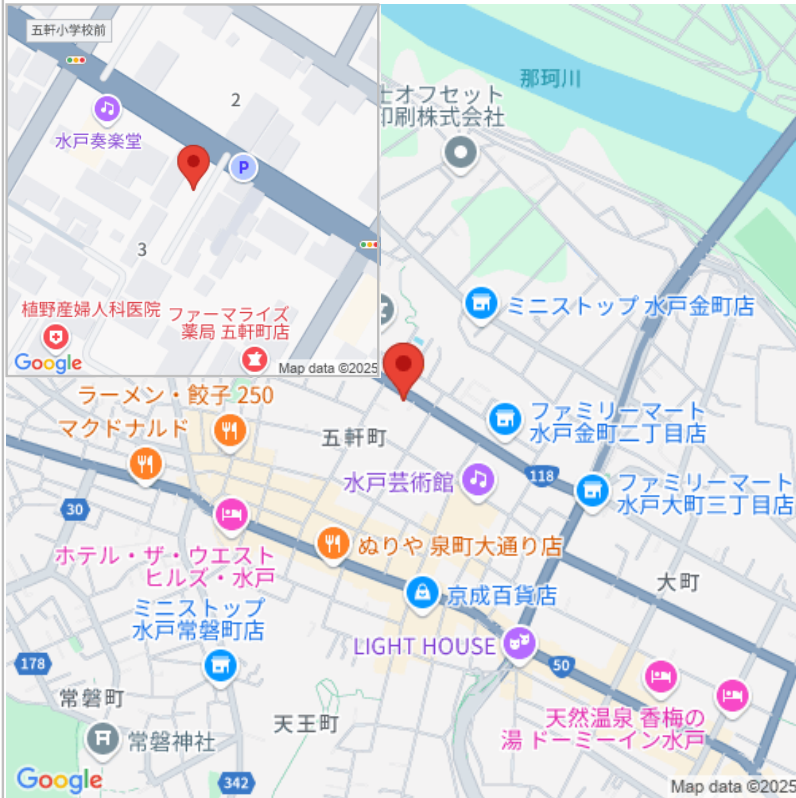 五軒小学校前
2
水戸奏楽堂
P
3
植野産婦人科医院
ファーマライズ
薬局 五軒町店
Google
Map data ©2025
那珂川
士オフセット
印刷株式会社
ミニストップ 水戸金町店
ラーメン・餃子 250
マクドナルド
ファミリーマート
水戸金町二丁目店
五軒町
水戸芸術館
118
ファミリーマート
水戸大町三丁目店
30
ぬりや 泉町大通り店
ホテル・ザ・ウエスト
ヒルズ・水戸
大町
京成百貨店
ミニストップ
水戸常磐町店
LIGHT HOUSE
178
50
常磐町
天王町
天然温泉 香梅の
湯 ドーミーイン水戸
常磐神社
342
Google
Map data ©2025